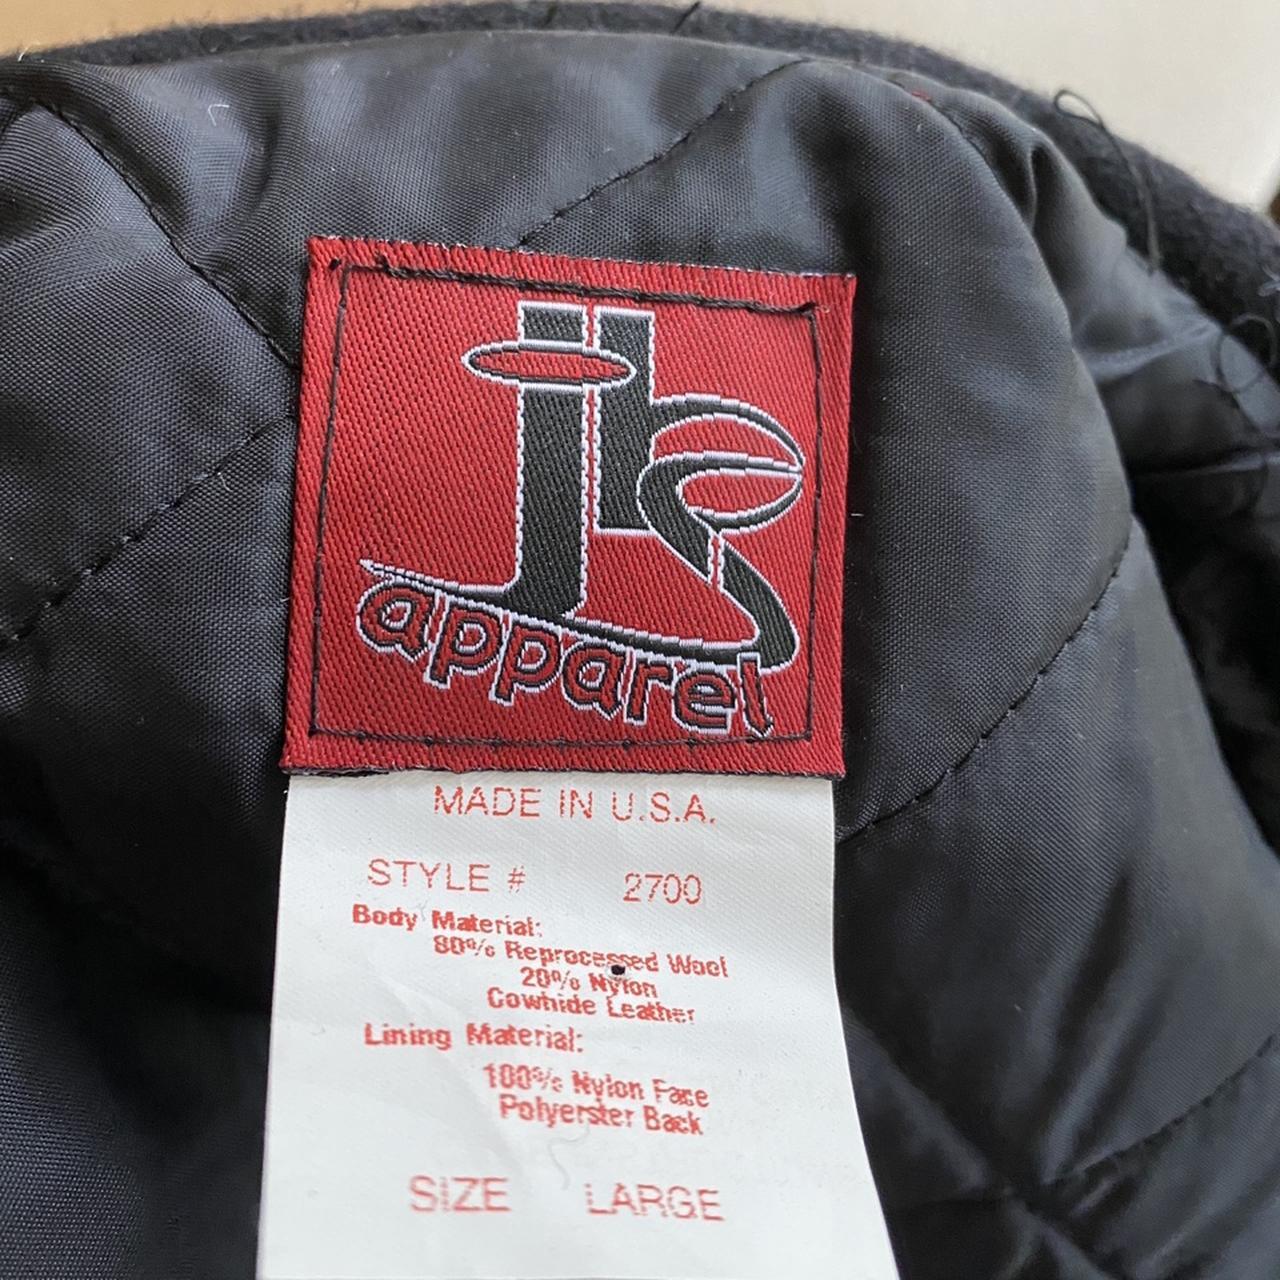 apparel
MADE IN U.S.A.
STYLE # 2700
Body Material:
80% Reprocessed Wool
20% Nylon
Cowhide Leather
Lining Material:
100% Nylon Face
Polyerster Back
SIZE LARGE